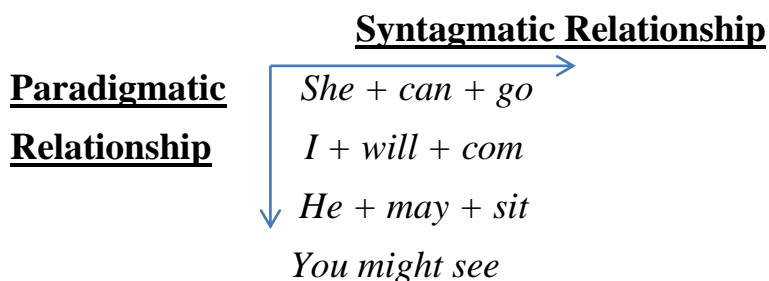 Syntagmatic Relationship
Paradigmatic She + can + go
Relationship I + will + com
He + may + sit
You might see